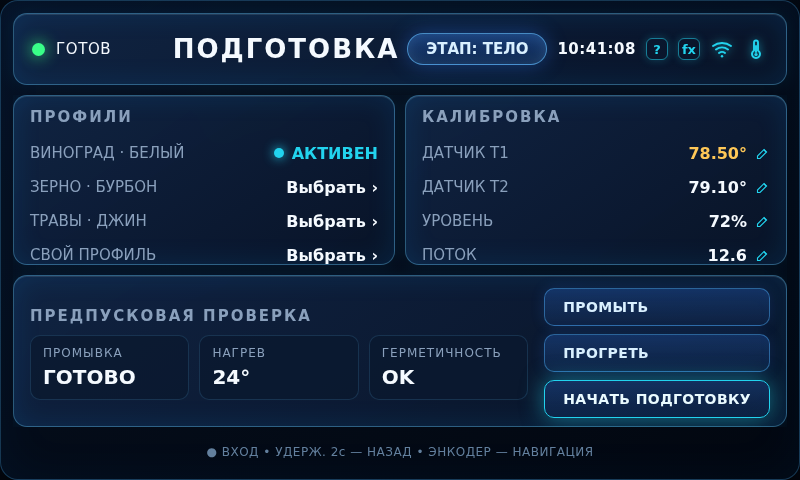 ГОТОВ
ПОДГОТОВКА
ЭТАП: ТЕЛО
10:41:08
?
fx
ПРОФИЛИ
ВИНОГРАД · БЕЛЫЙ АКТИВЕН
ЗЕРНО · БУРБОН Выбрать ›
ТРАВЫ · ДЖИН Выбрать ›
СВОЙ ПРОФИЛЬ Выбрать ›
КАЛИБРОВКА
ДАТЧИК T1 78.50°
ДАТЧИК T2 79.10°
УРОВЕНЬ 72%
ПОТОК 12.6
ПРЕДПУСКОВАЯ ПРОВЕРКА
ПРОМЫВКА
ГОТОВО
НАГРЕВ
24°
ГЕРМЕТИЧНОСТЬ
OK
ПРОМЫТЬ
ПРОГРЕТЬ
НАЧАТЬ ПОДГОТОВКУ
● ВХОД • УДЕРЖ. 2с — НАЗАД • ЭНКОДЕР — НАВИГАЦИЯ